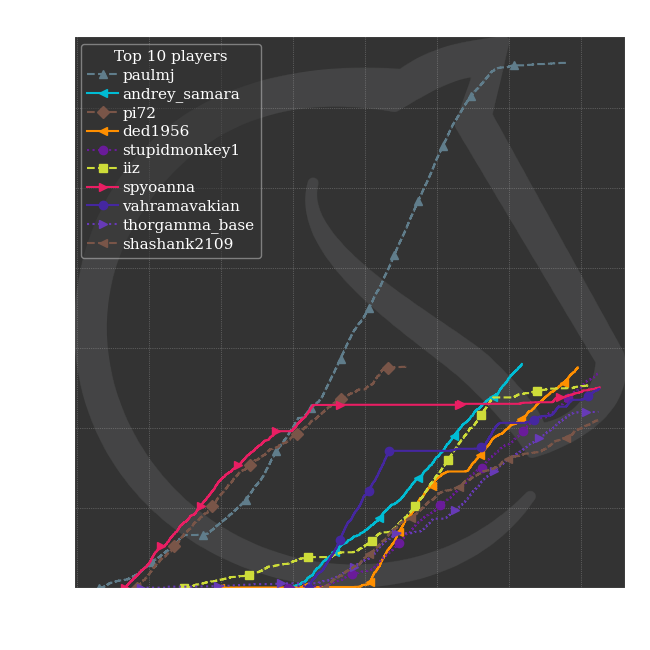 Top 10 players
paulmj
andrey_samara
pi72
ded1956
stupidmonkey1
iiz
spyoanna
vahramavakian
thorgamma_base
shashank2109